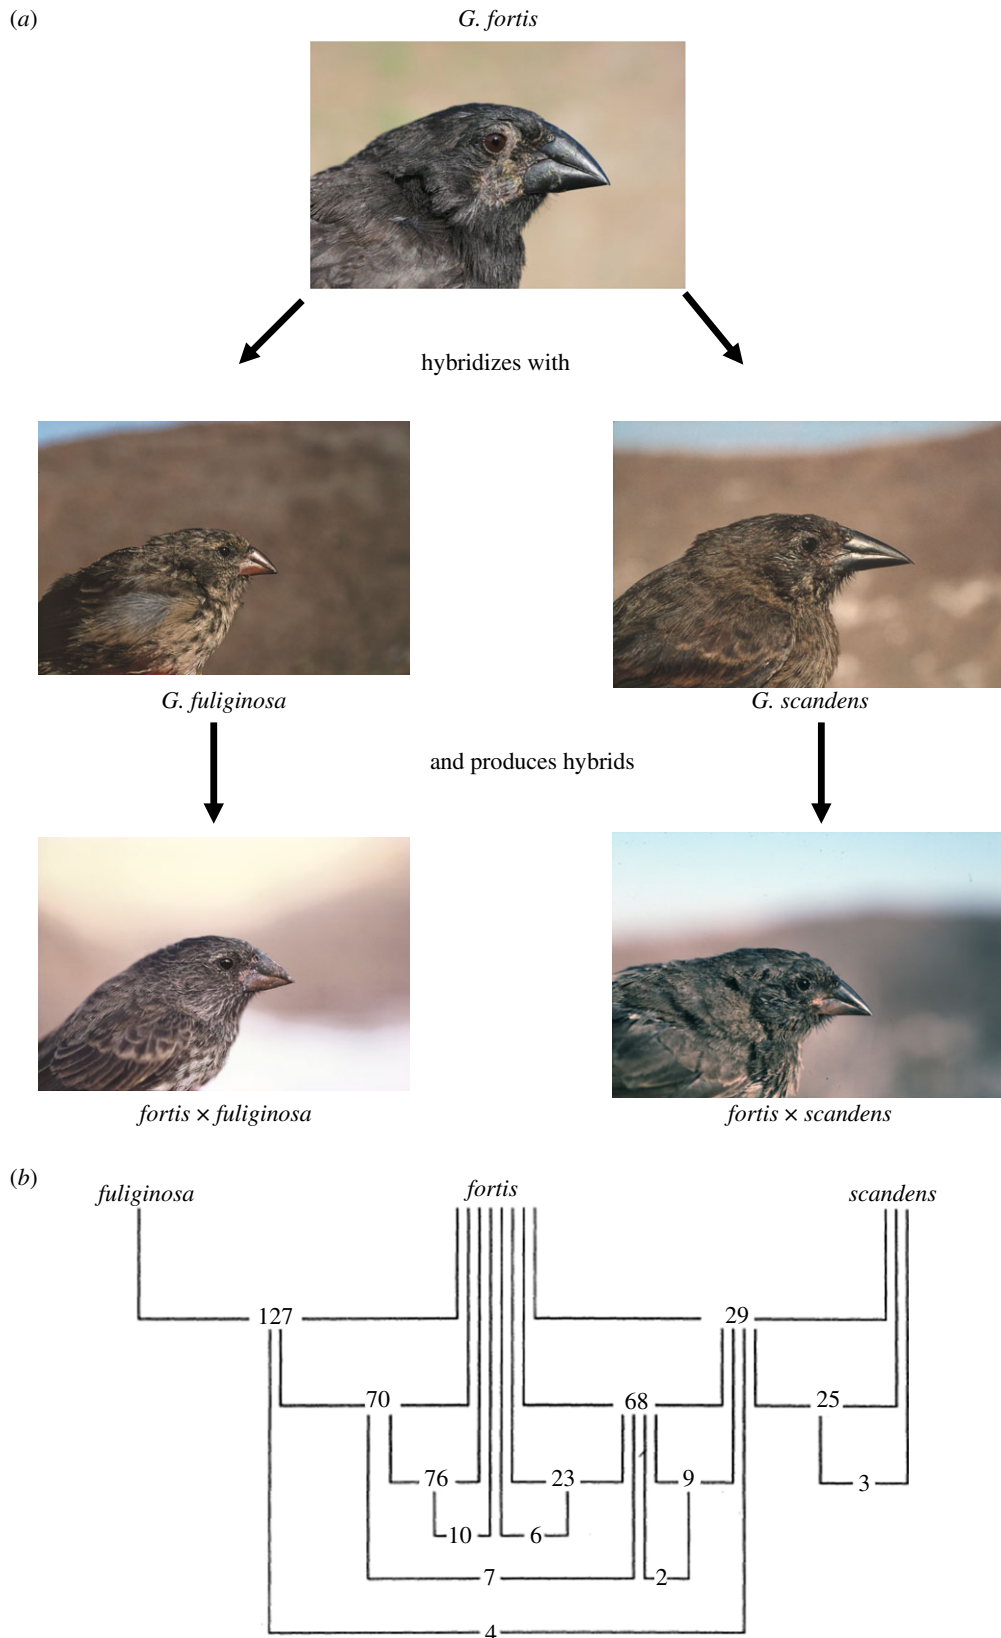 (a)
G. fortis
hybridizes with
G. fuliginosa
G. scandens
and produces hybrids
fortis × fuliginosa
fortis × scandens
(b)
fuliginosa
fortis
scandens
127
29
70
68
25
76
23
9
3
10
6
7
2
4